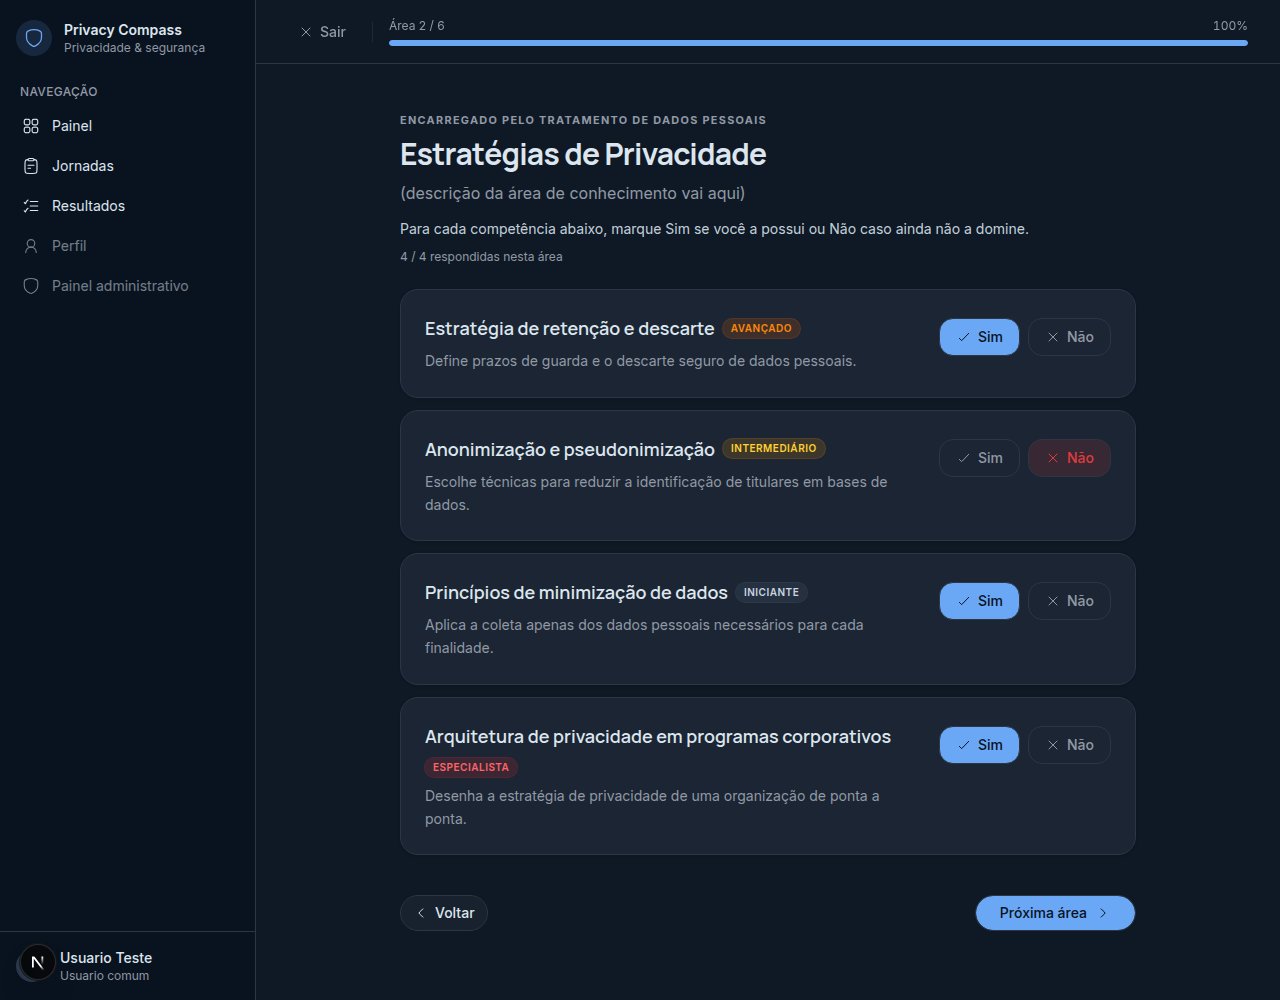 Privacy Compass
Privacidade & segurança
NAVEGAÇÃO
Painel
Jornadas
Resultados
Perfil
Painel administrativo
N
Usuario Teste
Usuario comum
Sair
Área 2 / 6
100%
ENCARREGADO PELO TRATAMENTO DE DADOS PESSOAIS
Estratégias de Privacidade
(descrição da área de conhecimento vai aqui)
Para cada competência abaixo, marque Sim se você a possui ou Não caso ainda não a domine.
4 / 4 respondidas nesta área
Estratégia de retenção e descarte AVANÇADO
Define prazos de guarda e o descarte seguro de dados pessoais.
Sim
Não
Anonimização e pseudonimização INTERMEDIÁRIO
Escolhe técnicas para reduzir a identificação de titulares em bases de
dados.
Sim
Não
Princípios de minimização de dados INICIANTE
Aplica a coleta apenas dos dados pessoais necessários para cada
finalidade.
Sim
Não
Arquitetura de privacidade em programas corporativos
ESPECIALISTA
Desenha a estratégia de privacidade de uma organização de ponta a
ponta.
Sim
Não
Voltar
Próxima área